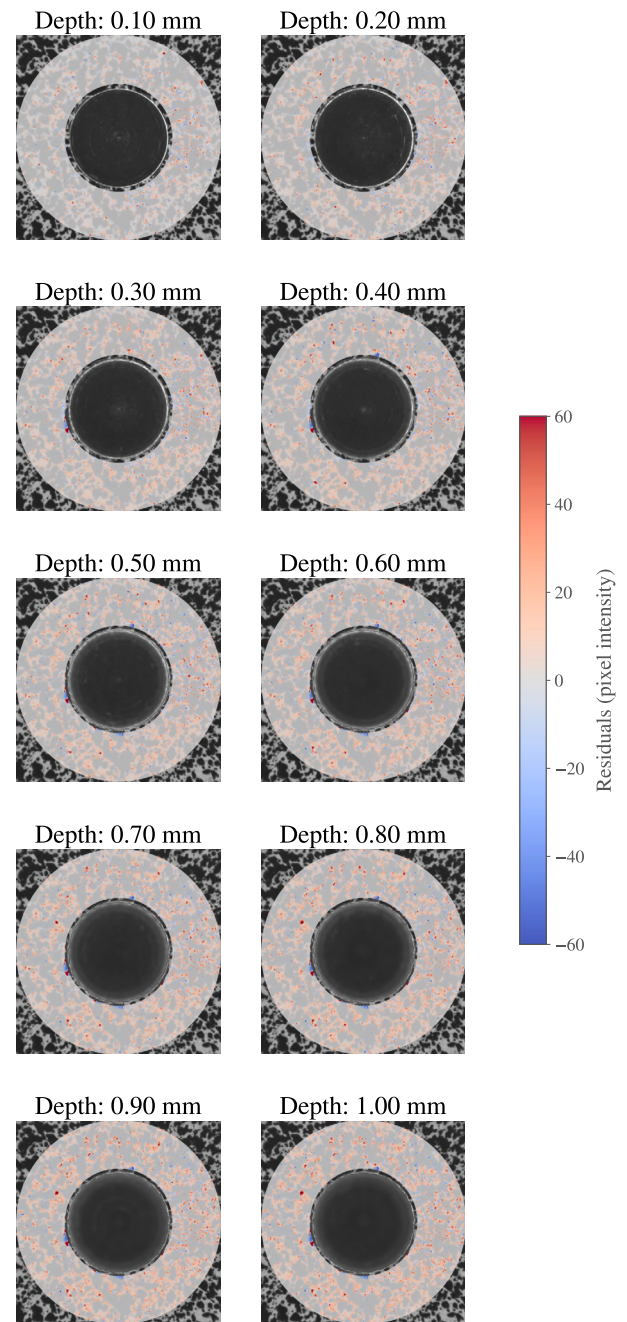 Depth: 0.10 mm
Depth: 0.20 mm
Depth: 0.30 mm
Depth: 0.40 mm
Depth: 0.50 mm
Depth: 0.60 mm
Depth: 0.70 mm
Depth: 0.80 mm
Depth: 0.90 mm
Depth: 1.00 mm
60
40
20
0
−20
−40
−60
Residuals (pixel intensity)